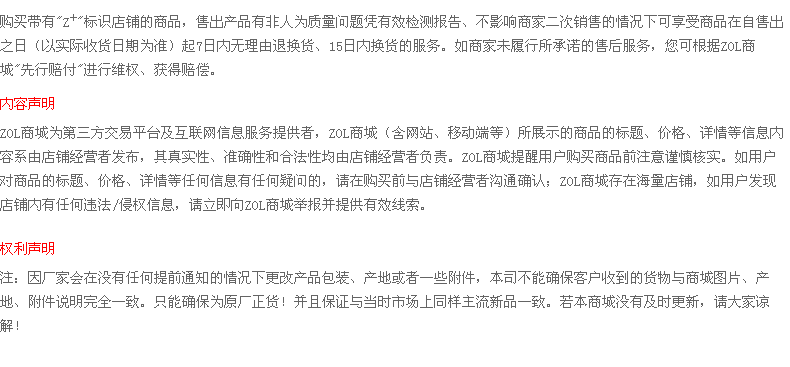 购买带有"Z⁺"标识店铺的商品，售出产品有非人为质量问题凭有效检测报告、不影响商家二次销售的情况下可享受商品在自售出
之日（以实际收货日期为准）起7日内无理由退换货、15日内换货的服务。如商家未履行所承诺的售后服务，您可根据ZOL商
城"先行赔付"进行维权、获得赔偿。
内容声明
ZOL商城为第三方交易平台及互联网信息服务提供者，ZOL商城（含网站、移动端等）所展示的商品的标题、价格、详情等信息内
容系由店铺经营者发布，其真实性、准确性和合法性均由店铺经营者负责。ZOL商城提醒用户购买商品前注意谨慎核实。如用户
对商品的标题、价格、详情等任何信息有任何疑问的，请在购买前与店铺经营者沟通确认；ZOL商城存在海量店铺，如用户发现
店铺内有任何违法/侵权信息，请立即向ZOL商城举报并提供有效线索。
权利声明
注：因厂家会在没有任何提前通知的情况下更改产品包装、产地或者一些附件，本司不能确保客户收到的货物与商城图片、产
地、附件说明完全一致。只能确保为原厂正货！并且保证与当时市场上同样主流新品一致。若本商城没有及时更新，请大家谅
解！